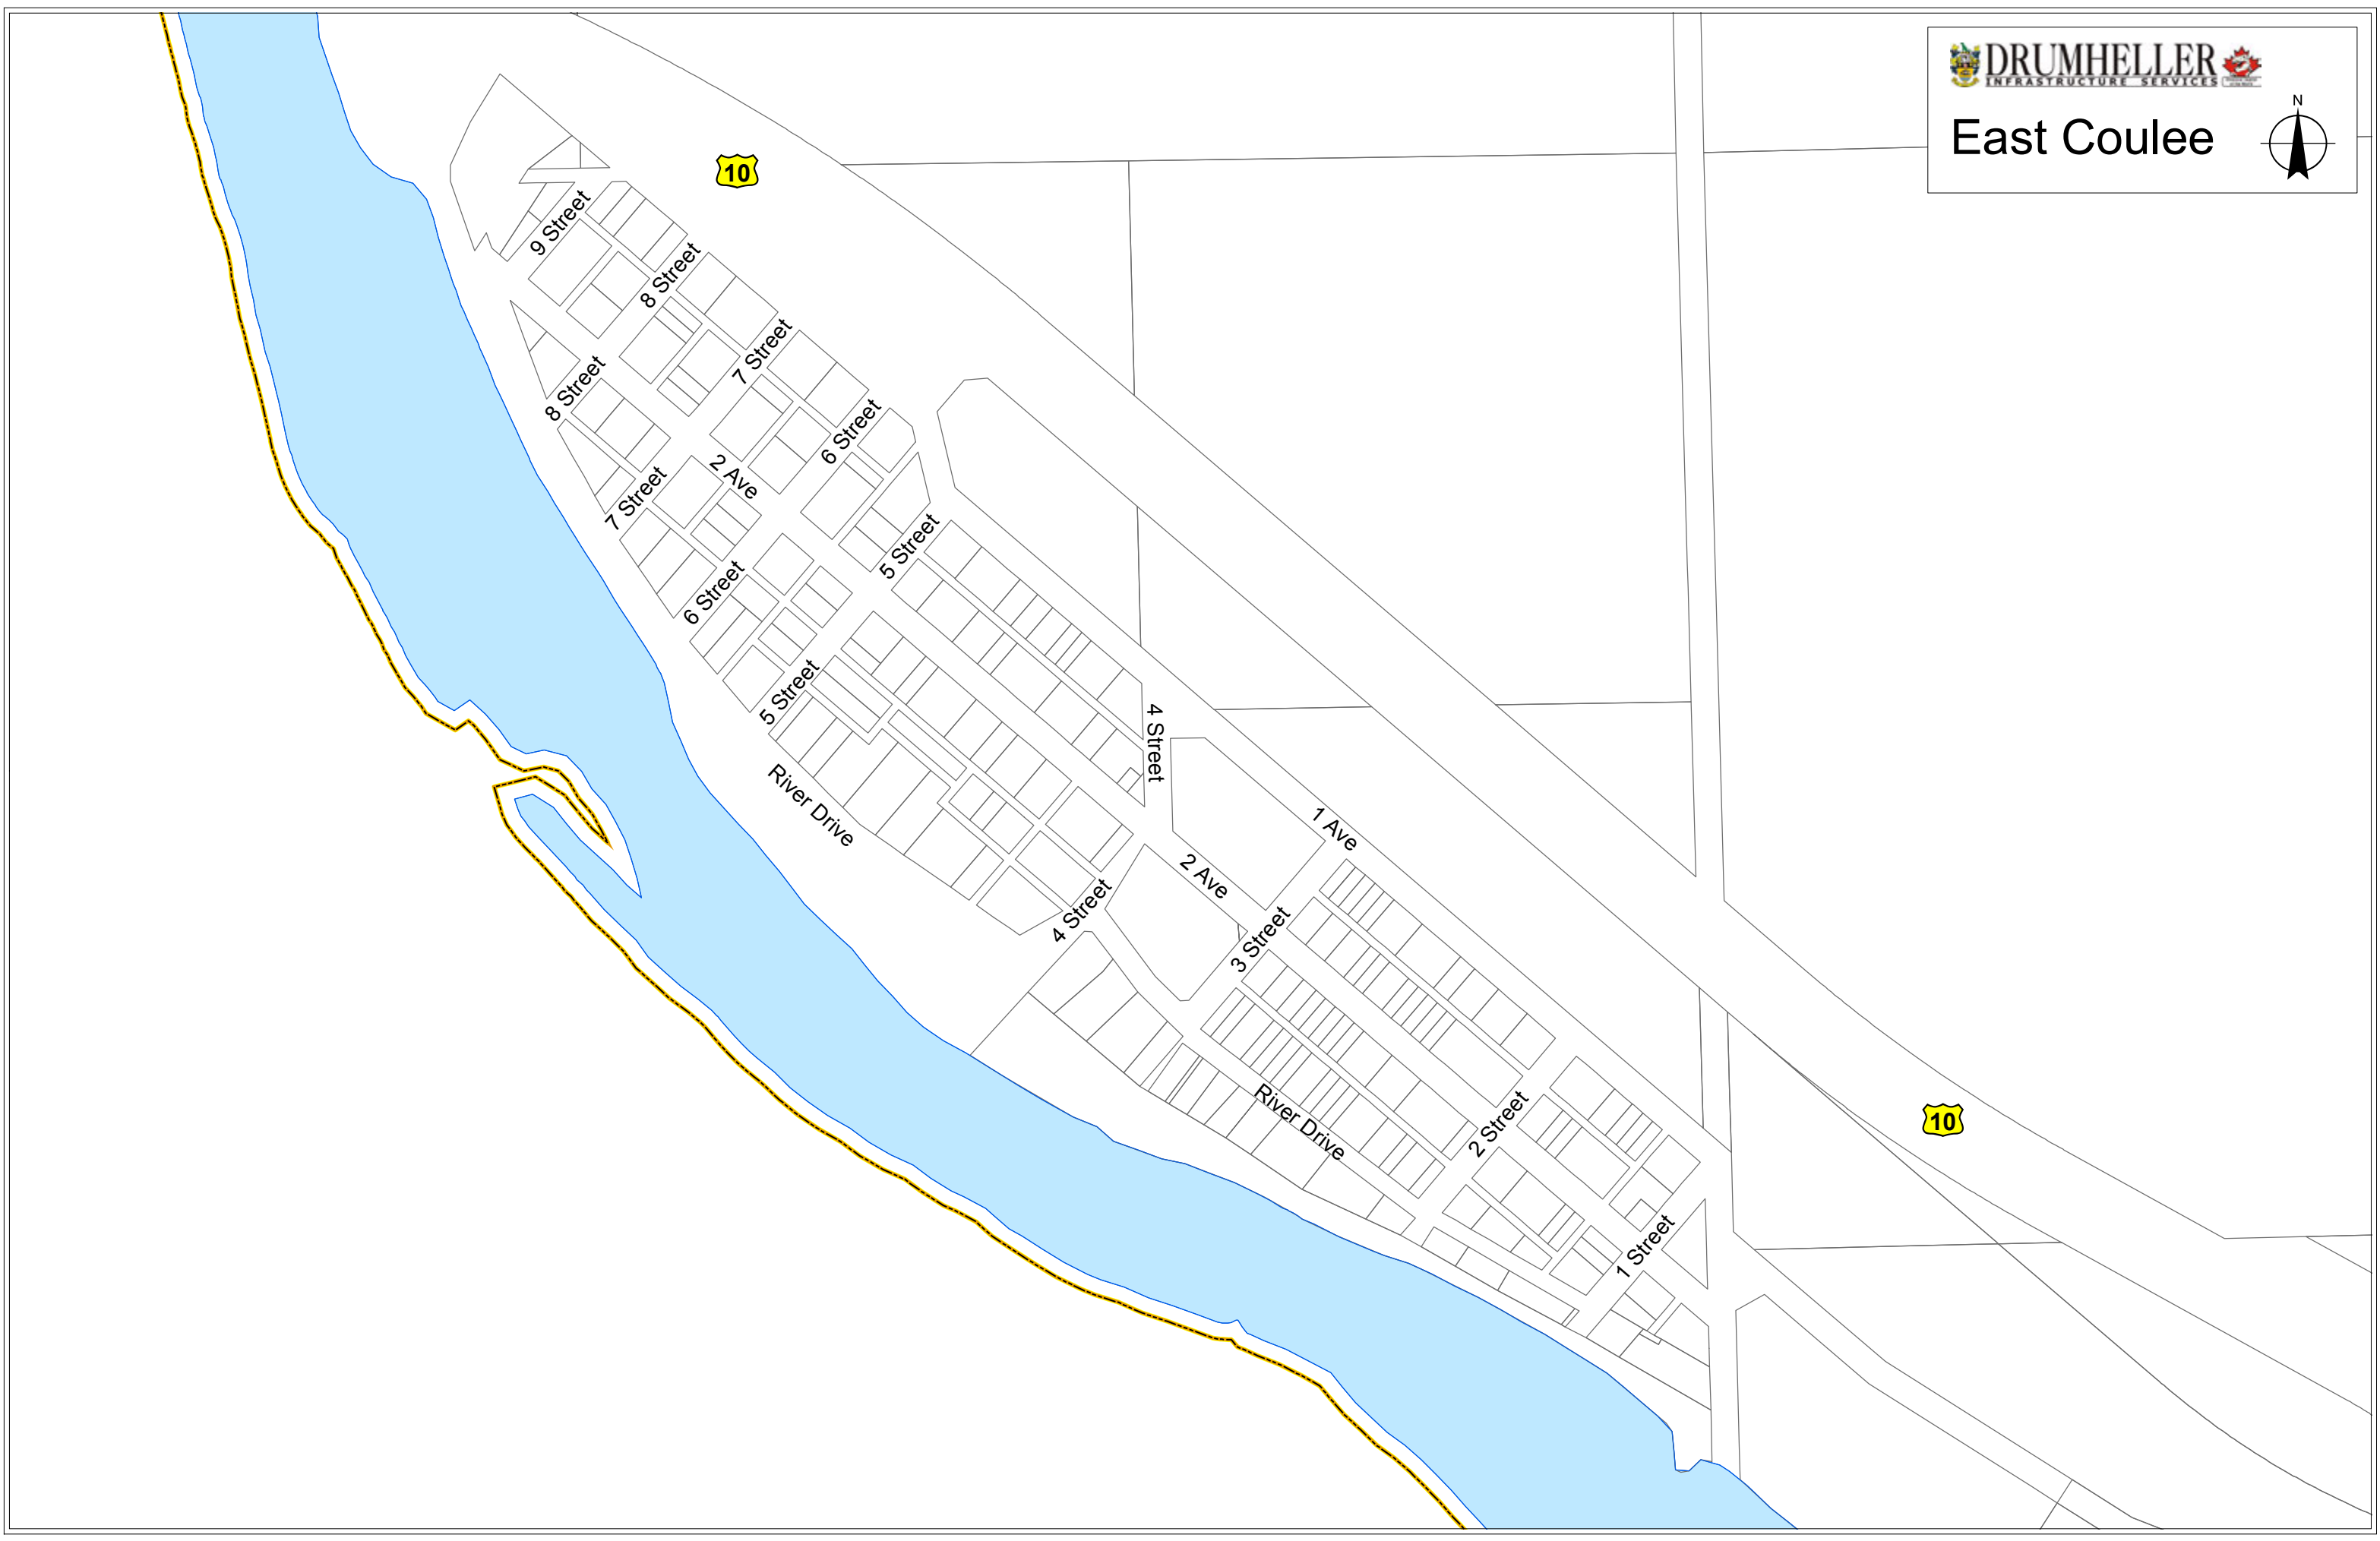 DRUMHELLER
INFRASTRUCTURE SERVICES
East Coulee
N
10
9 Street
8 Street
7 Street
8 Street
6 Street
2 Ave
7 Street
5 Street
6 Street
5 Street
4 Street
River Drive
1 Ave
2 Ave
4 Street
3 Street
River Drive
2 Street
10
1 Street